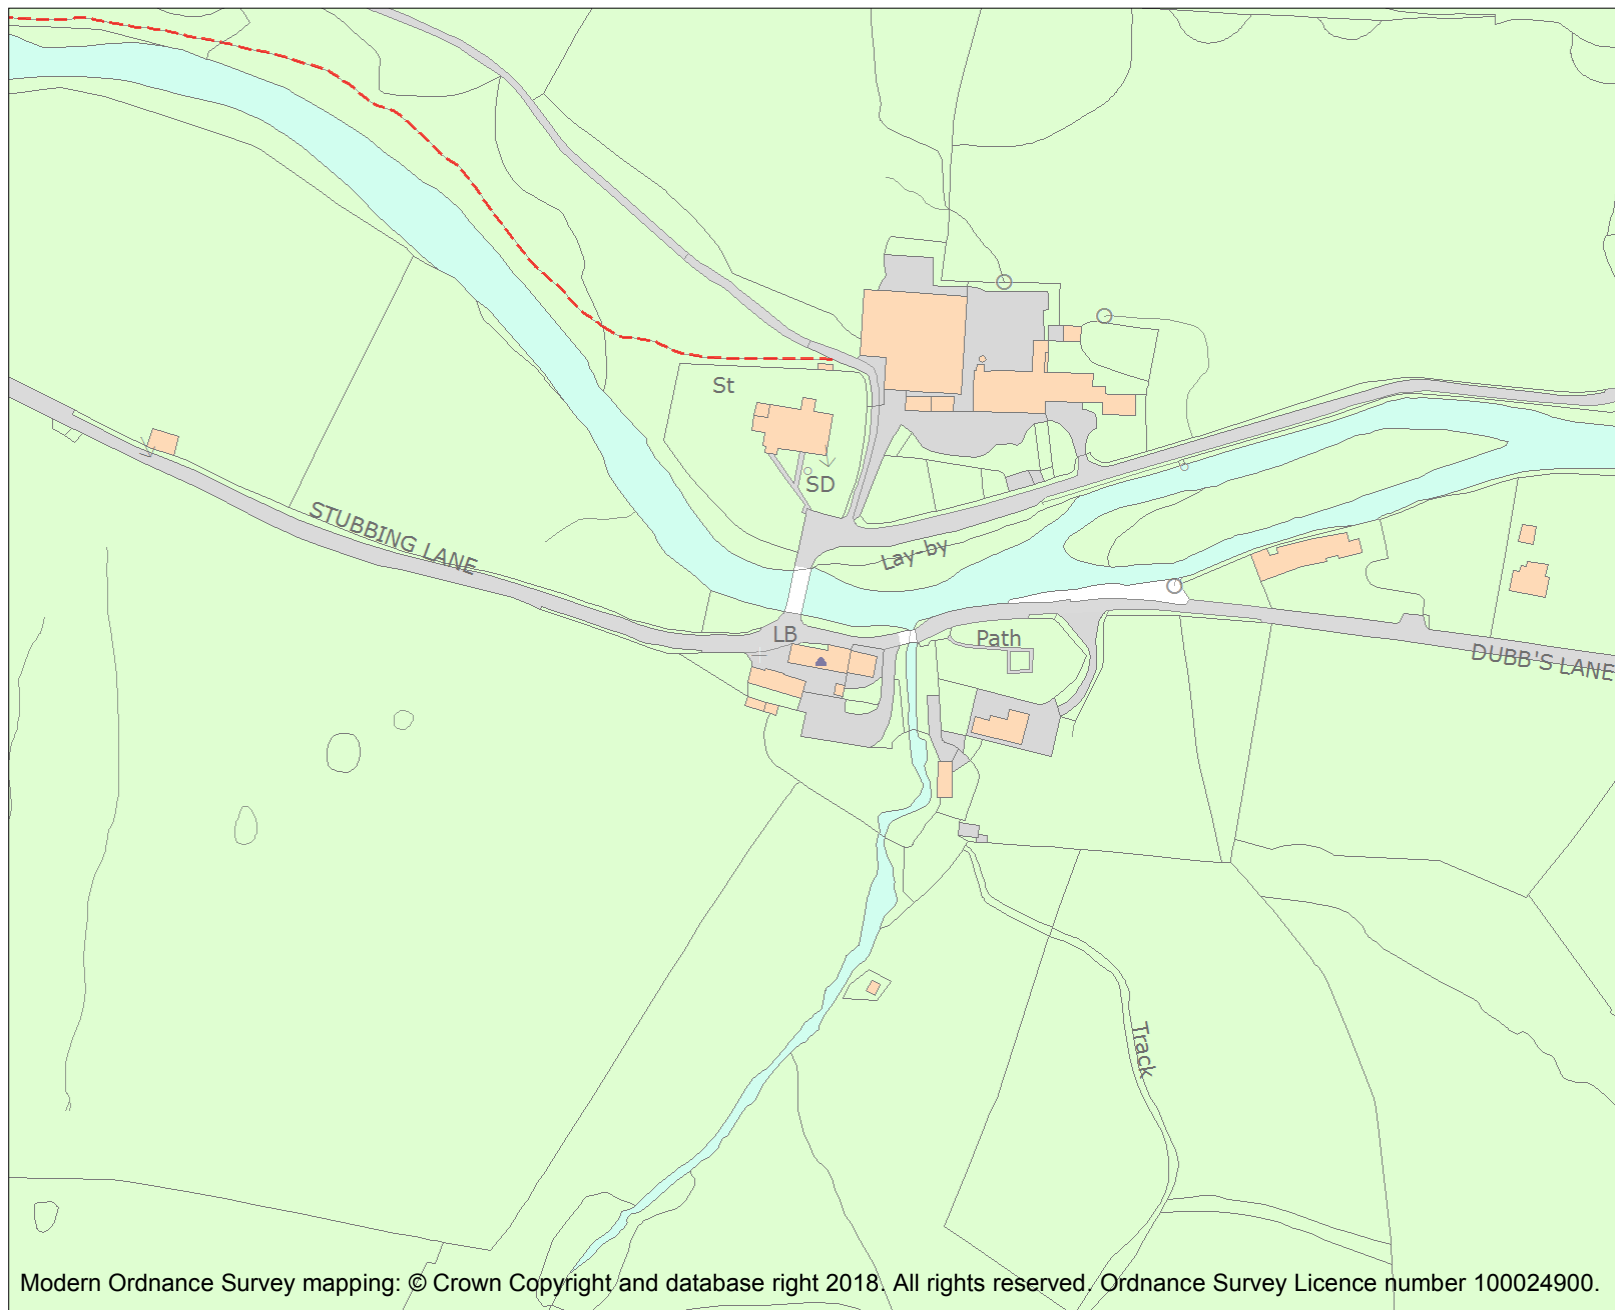 St
SD
STUBBING LANE
Lay-by
LB
Path
DUBB'S LANE
Track
Modern Ordnance Survey mapping: © Crown Copyright and database right 2018. All rights reserved. Ordnance Survey Licence number 100024900.